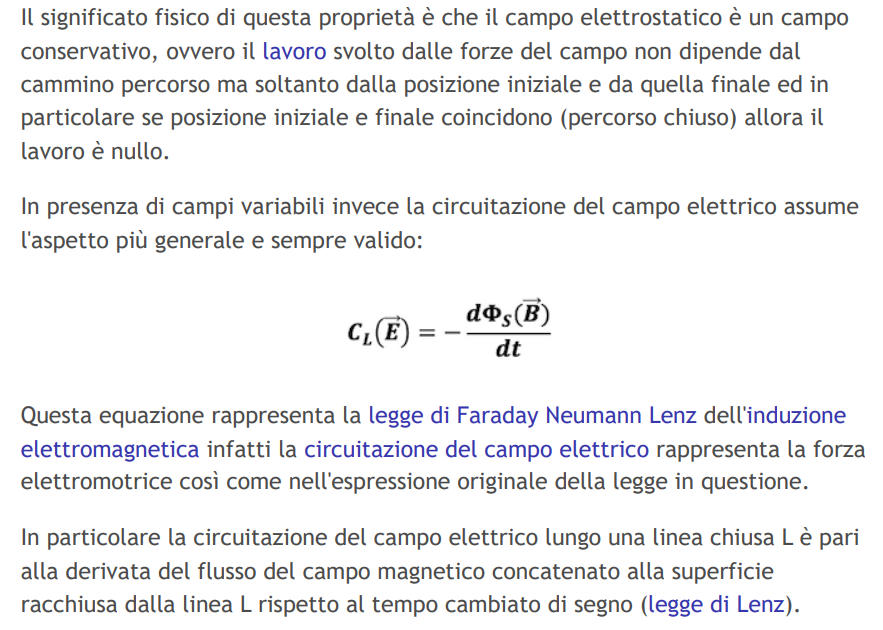 Il significato fisico di questa proprietà è che il campo elettrostatico è un campo
conservativo, ovvero il lavoro svolto dalle forze del campo non dipende dal
cammino percorso ma soltanto dalla posizione iniziale e da quella finale ed in
particolare se posizione iniziale e finale coincidono (percorso chiuso) allora il
lavoro è nullo.
In presenza di campi variabili invece la circuitazione del campo elettrico assume
l'aspetto più generale e sempre valido:
$C_L(\vec{E}) = -\frac{d\Phi_S(\vec{B})}{dt}$
Questa equazione rappresenta la legge di Faraday Neumann Lenz dell'induzione
elettromagnetica infatti la circuitazione del campo elettrico rappresenta la forza
elettromotrice così come nell'espressione originale della legge in questione.
In particolare la circuitazione del campo elettrico lungo una linea chiusa L è pari
alla derivata del flusso del campo magnetico concatenato alla superficie
racchiusa dalla linea L rispetto al tempo cambiato di segno (legge di Lenz).